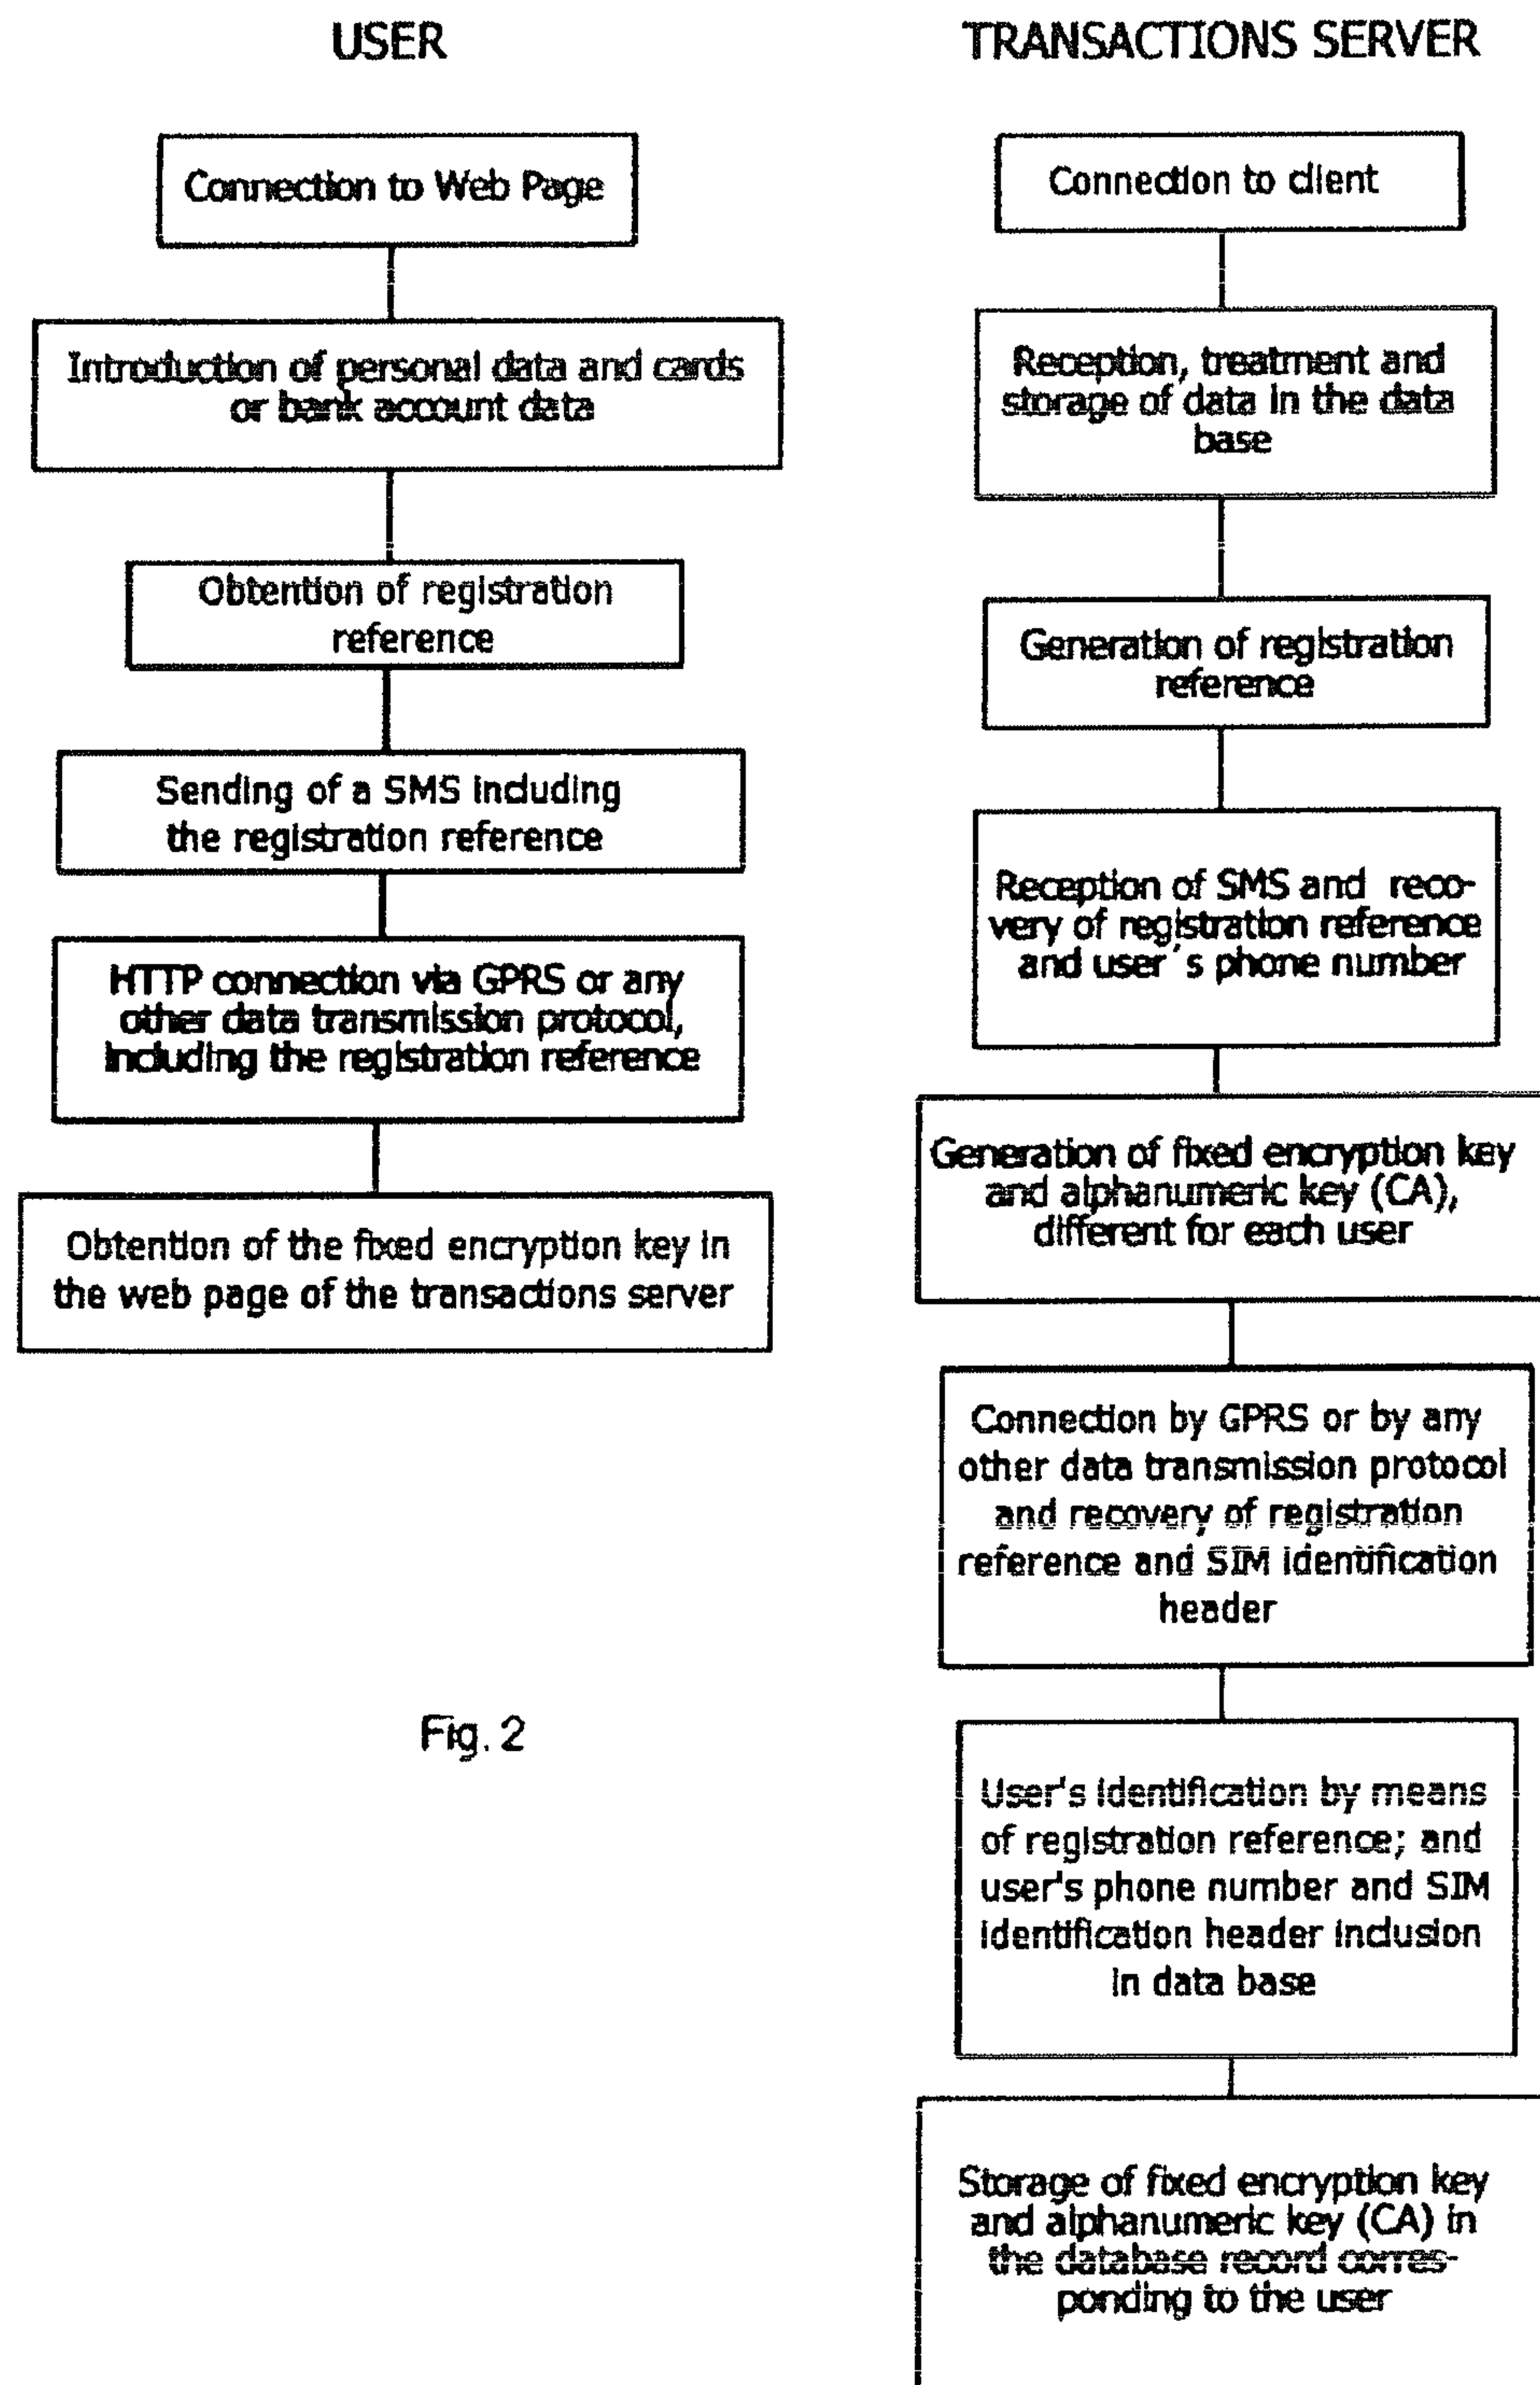 USER
Connection to Web Page
Introduction of personal data and cards
or bank account data
Obtention of registration
reference
Sending of a SMS including
the registration reference
HTTP connection via GPRS or any
other data transmission protocol,
including the registration reference
Obtention of the fixed encryption key in
the web page of the transactions server
Fig. 2
TRANSACTIONS SERVER
Connection to client
Reception, treatment and
storage of data in the data
base
Generation of registration
reference
Reception of SMS and reco-
very of registration reference
and user's phone number
Generation of fixed encryption key
and alphanumeric key (CA),
different for each user
Connection by GPRS or by any
other data transmission protocol
and recovery of registration
reference and SIM identification
header
User's identification by means
of registration reference; and
user's phone number and SIM
identification header inclusion
in data base
Storage of fixed encryption key
and alphanumeric key (CA) in
the database record corres-
ponding to the user